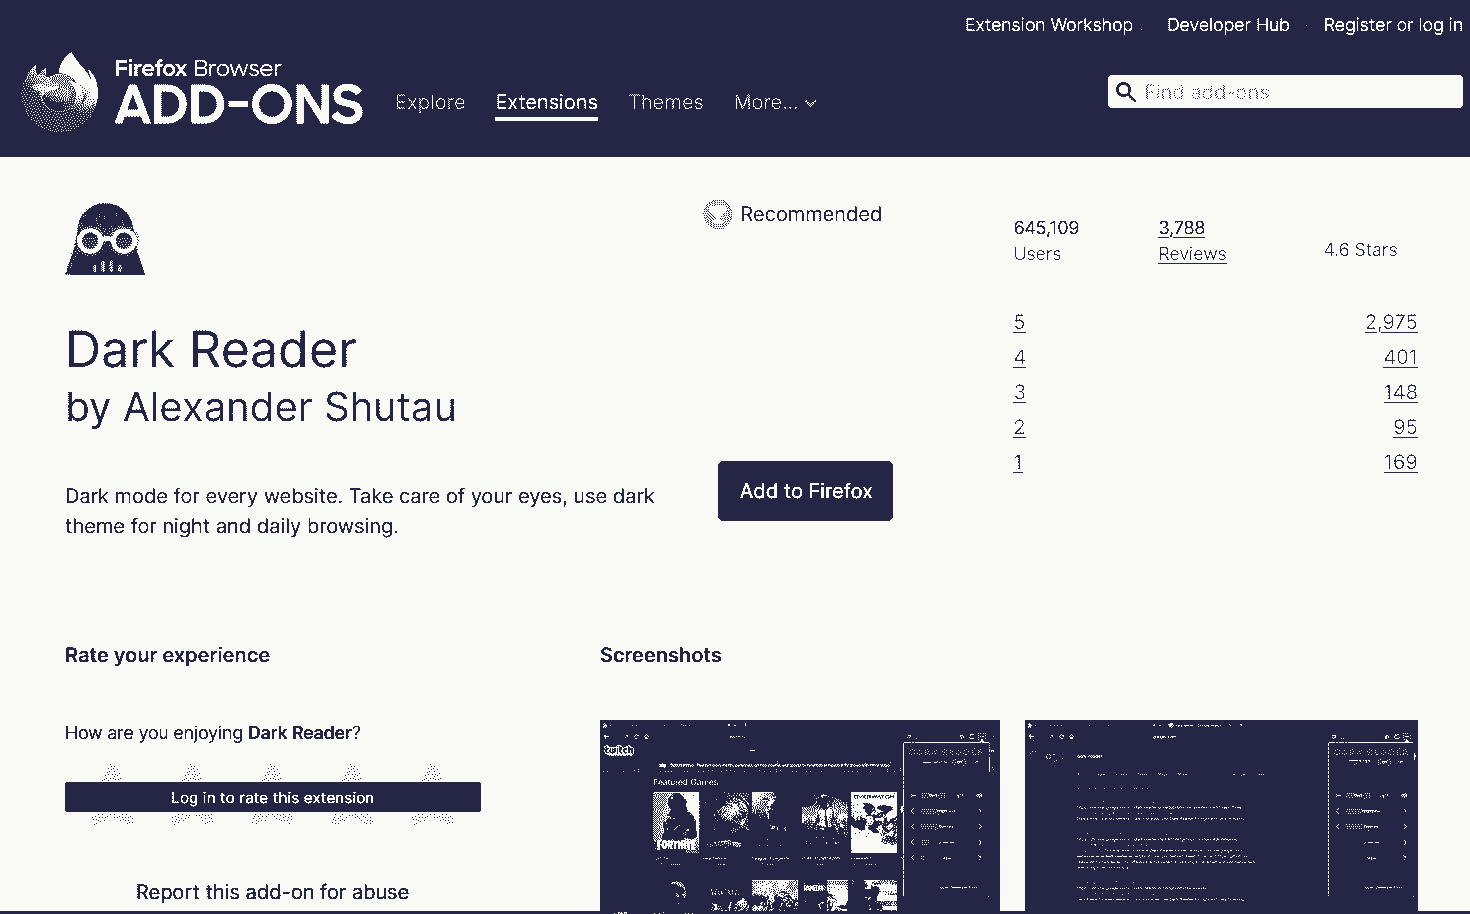 Extension Workshop Developer Hub Register or log in
Firefox Browser
ADD-ONS
Explore Extensions Themes More...
Find add-ons
Recommended
645,109
Users
3,788
Reviews
4.6 Stars
Dark Reader
by Alexander Shutau
5 2,975
4 401
3 148
2 95
1 169
Dark mode for every website. Take care of your eyes, use dark
theme for night and daily browsing.
Add to Firefox
Rate your experience
How are you enjoying Dark Reader?
Log in to rate this extension
Report this add-on for abuse
Screenshots
twitch
Featured Games
FORTNITE
OVERWATCH
DARK READER